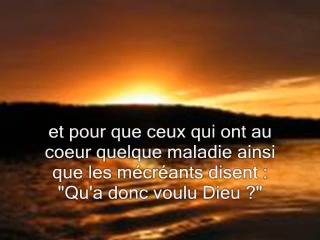 et pour que ceux qui ont au
coeur quelque maladie ainsi
que les mécréants disent :
"Qu'a donc voulu Dieu ?"